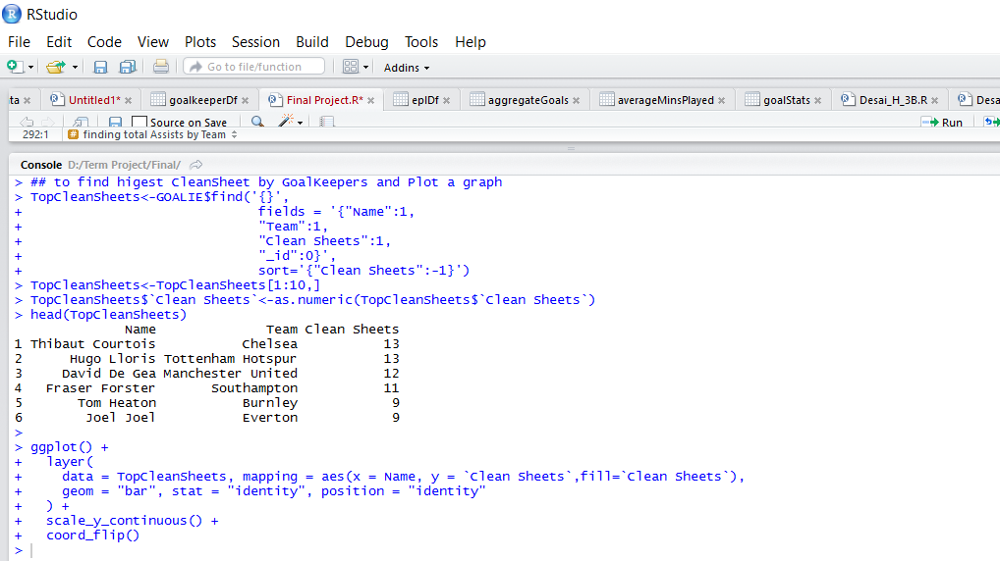 RStudio
File Edit Code View Plots Session Build Debug Tools Help
Go to file/function Addins
ta Untitled1* goalkeeperDf Final Project.R* eplDf aggregateGoals averageMinsPlayed goalStats Desai_H_3B.R Desa
Source on Save Run
292:1 # finding total Assists by Team
Console D:/Term Project/Final/
> ## to find higest CleanSheet by GoalKeepers and Plot a graph
> TopCleanSheets<-GOALIE$find('{}',
+ fields = '{"Name":1,
+ "Team":1,
+ "Clean Sheets":1,
+ "_id":0}',
+ sort='{"Clean Sheets":-1}')
> TopCleanSheets<-TopCleanSheets[1:10,]
> TopCleanSheets$`Clean Sheets`<-as.numeric(TopCleanSheets$`Clean Sheets`)
> head(TopCleanSheets)
Name Team Clean Sheets
1 Thibaut Courtois Chelsea 13
2 Hugo Lloris Tottenham Hotspur 13
3 David De Gea Manchester United 12
4 Fraser Forster Southampton 11
5 Tom Heaton Burnley 9
6 Joel Joel Everton 9
>
> ggplot() +
+ layer(
+ data = TopCleanSheets, mapping = aes(x = Name, y = `Clean Sheets`,fill=`Clean Sheets`),
+ geom = "bar", stat = "identity", position = "identity"
+ ) +
+ scale_y_continuous() +
+ coord_flip()
>